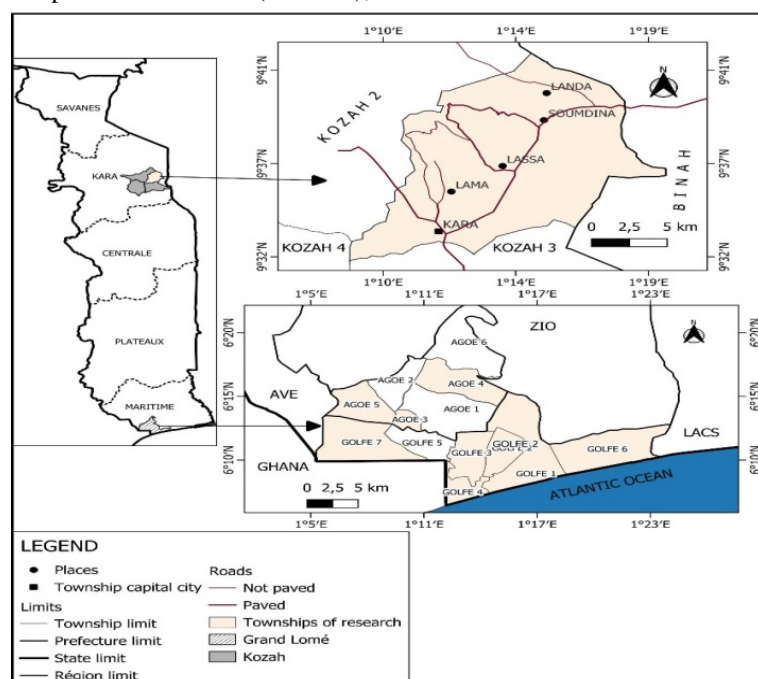 SAVANES
KARA
CENTRALE
PLATEAUX
MARITIME
1°10'E 1°14'E 1°19'E
9°41'N
9°37'N
9°32'N
9°41'N
9°37'N
9°32'N
N
LANDA
SOUMDINA
KOZAH 2
LASSA
LAMA
KARA
BINAH
0 2,5 5 km
KOZAH 4
KOZAH 3
1°10'E 1°14'E 1°19'E
1°5'E 1°11'E 1°17'E 1°23'E
6°20'N
6°15'N
6°10'N
6°20'N
6°15'N
6°10'N
N
ZIO
AGOE 6
AVE
AGOE 2
AGOE 4
AGOE 5
AGOE 3
AGOE 1
LACS
GOLFE 7
GOLFE 5
GOLFE 2
GOLFE 3
GOLFE 6
GHANA
GOLFE 1
GOLFE 4
ATLANTIC OCEAN
0 2,5 5 km
1°5'E 1°11'E 1°17'E 1°23'E
LEGEND
Places
Township capital city
Limits
Township limit
Prefecture limit
State limit
Région limit
Roads
Not paved
Paved
Townships of research
Grand Lomé
Kozah